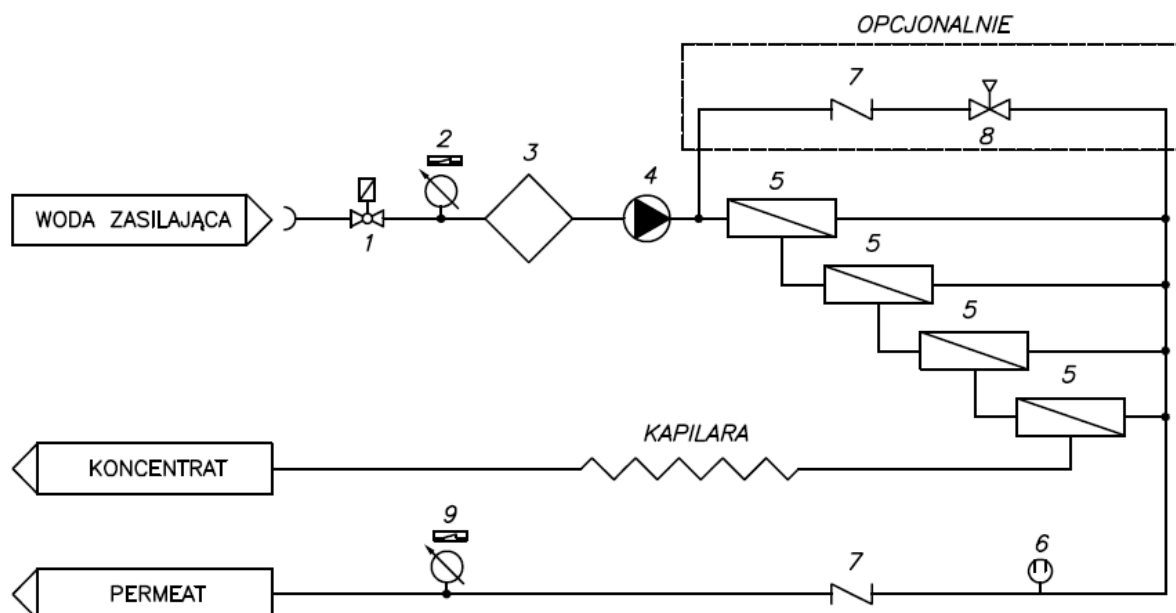 OPCJONALNIE
7
8
2
3
4
5
WODA ZASILAJĄCA
1
5
5
5
KAPILARA
KONCENTRAT
9
7
6
PERMEAT